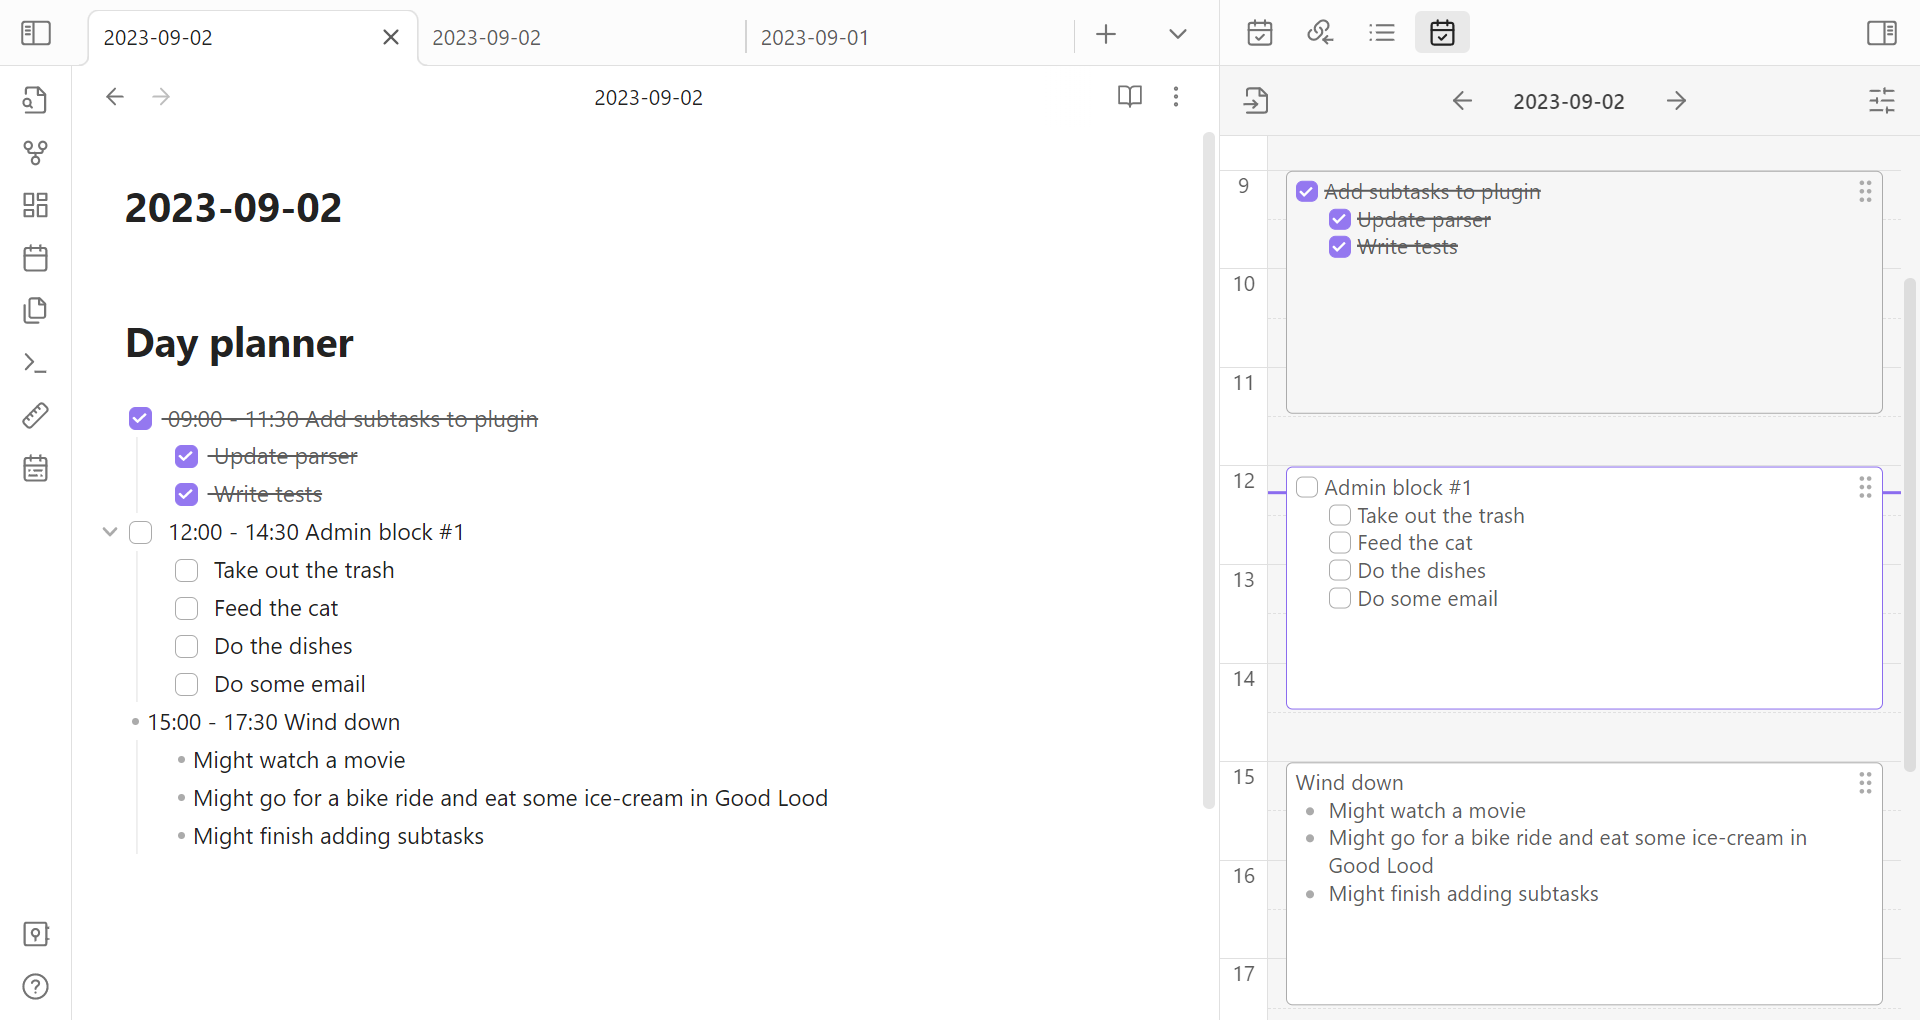 2023-09-02
2023-09-02
2023-09-01
2023-09-02
2023-09-02
Day planner
09:00 - 11:30 Add subtasks to plugin
Update parser
Write tests
12:00 - 14:30 Admin block #1
Take out the trash
Feed the cat
Do the dishes
Do some email
15:00 - 17:30 Wind down
Might watch a movie
Might go for a bike ride and eat some ice-cream in Good Lood
Might finish adding subtasks
2023-09-02
9
Add subtasks to plugin
Update parser
Write tests
10
11
12
Admin block #1
Take out the trash
Feed the cat
Do the dishes
13
Do some email
14
15
Wind down
Might watch a movie
Might go for a bike ride and eat some ice-cream in
Good Lood
16
Might finish adding subtasks
17